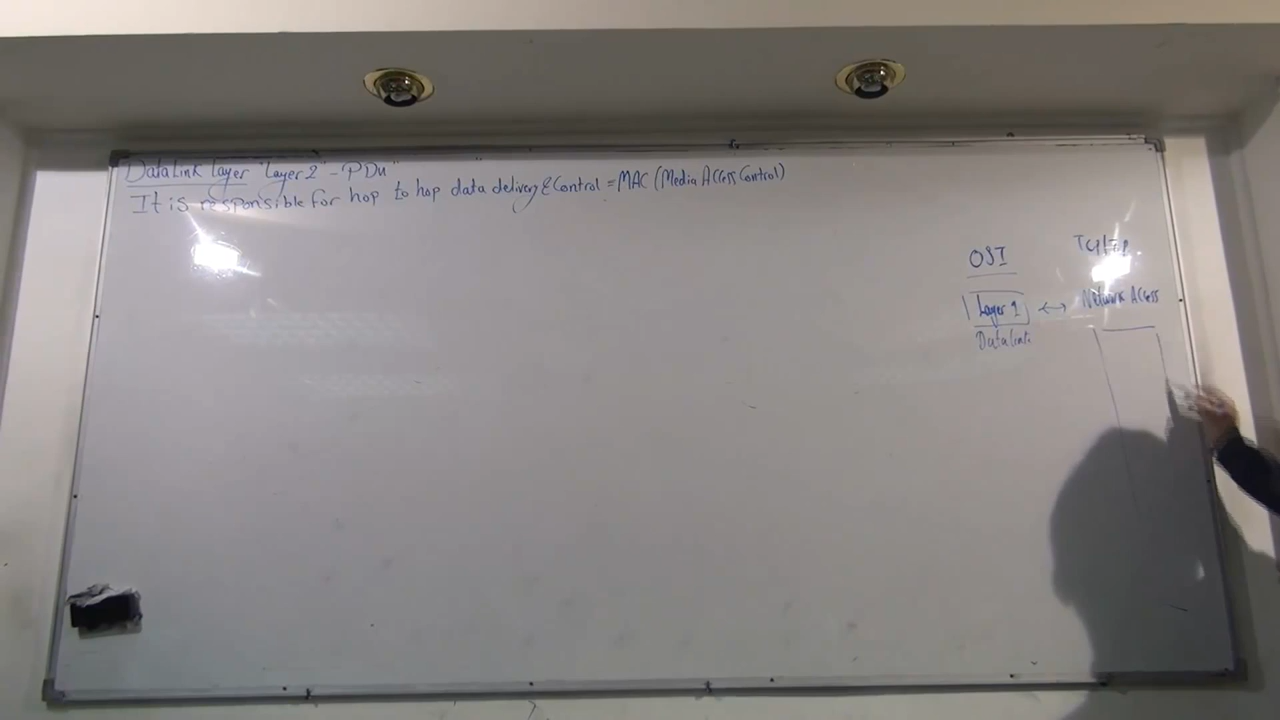 DataLink Layer "Layer 2" - PDu"
It is responsible for hop to hop data delivery & Control = MAC (Media Access Control)
OSI
TCP/IP
Layer 1 ↔ Network Access
Datalink